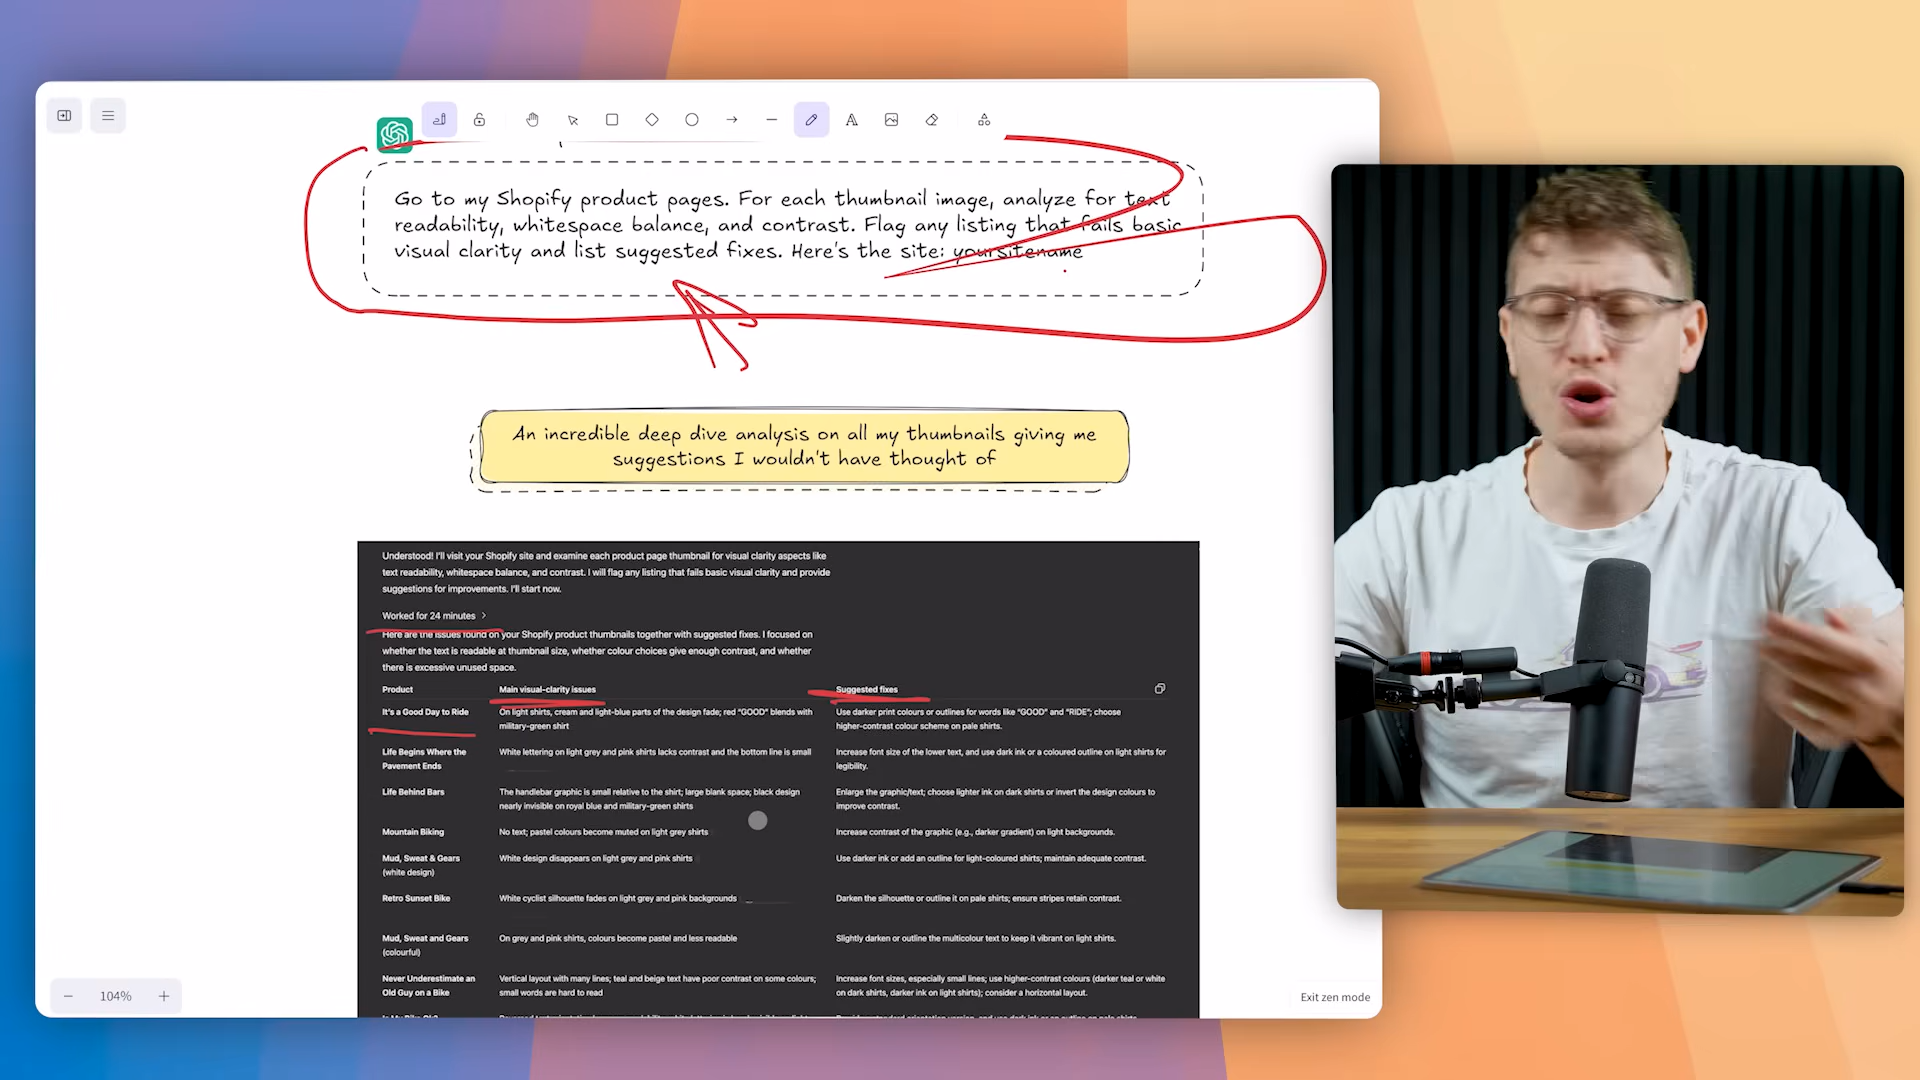 Go to my Shopify product pages. For each thumbnail image, analyze for text
readability, whitespace balance, and contrast. Flag any listing that fails basic
visual clarity and list suggested fixes. Here's the site: yoursitename
An incredible deep dive analysis on all my thumbnails giving me
suggestions I wouldn't have thought of
Understood! I'll visit your Shopify site and examine each product page thumbnail for visual clarity aspects like
text readability, whitespace balance, and contrast. I will flag any listing that fails basic visual clarity and provide
suggestions for improvements. I'll start now.
Worked for 24 minutes >
Here are the issues found on your Shopify product thumbnails together with suggested fixes. I focused on
whether the text is readable at thumbnail size, whether colour choices give enough contrast, and whether
there is excessive unused space.
Product Main visual-clarity issues Suggested fixes
It's a Good Day to Ride On light shirts, cream and light-blue parts of the design fade; red "GOOD" blends with Use darker print colours or outlines for words like "GOOD" and "RIDE"; choose
military-green shirt higher-contrast colour scheme on pale shirts.
Life Begins Where the White lettering on light grey and pink shirts lacks contrast and the bottom line is small Increase font size of the lower text, and use dark ink or a coloured outline on light shirts for
Pavement Ends legibility.
Life Behind Bars The handlebar graphic is small relative to the shirt; large blank space; black design Enlarge the graphic/text; choose lighter ink on dark shirts or invert the design colours to
nearly invisible on royal blue and military-green shirts improve contrast.
Mountain Biking No text; pastel colours become muted on light grey shirts Increase contrast of the graphic (e.g., darker gradient) on light backgrounds.
Mud, Sweat & Gears White design disappears on light grey and pink shirts Use darker ink or add an outline for light-coloured shirts; maintain adequate contrast.
(white design)
Retro Sunset Bike White cyclist silhouette fades on light grey and pink backgrounds Darken the silhouette or outline it on pale shirts; ensure stripes retain contrast.
Mud, Sweat and Gears On grey and pink shirts, colours become pastel and less readable Slightly darken or outline the multicolour text to keep it vibrant on light shirts.
(colourful)
Never Underestimate an Vertical layout with many lines; teal and beige text have poor contrast on some colours; Increase font sizes, especially small lines; use higher-contrast colours (darker teal or white
Old Guy on a Bike small words are hard to read on dark shirts, darker ink on light shirts); consider a horizontal layout.
104%
Exit zen mode